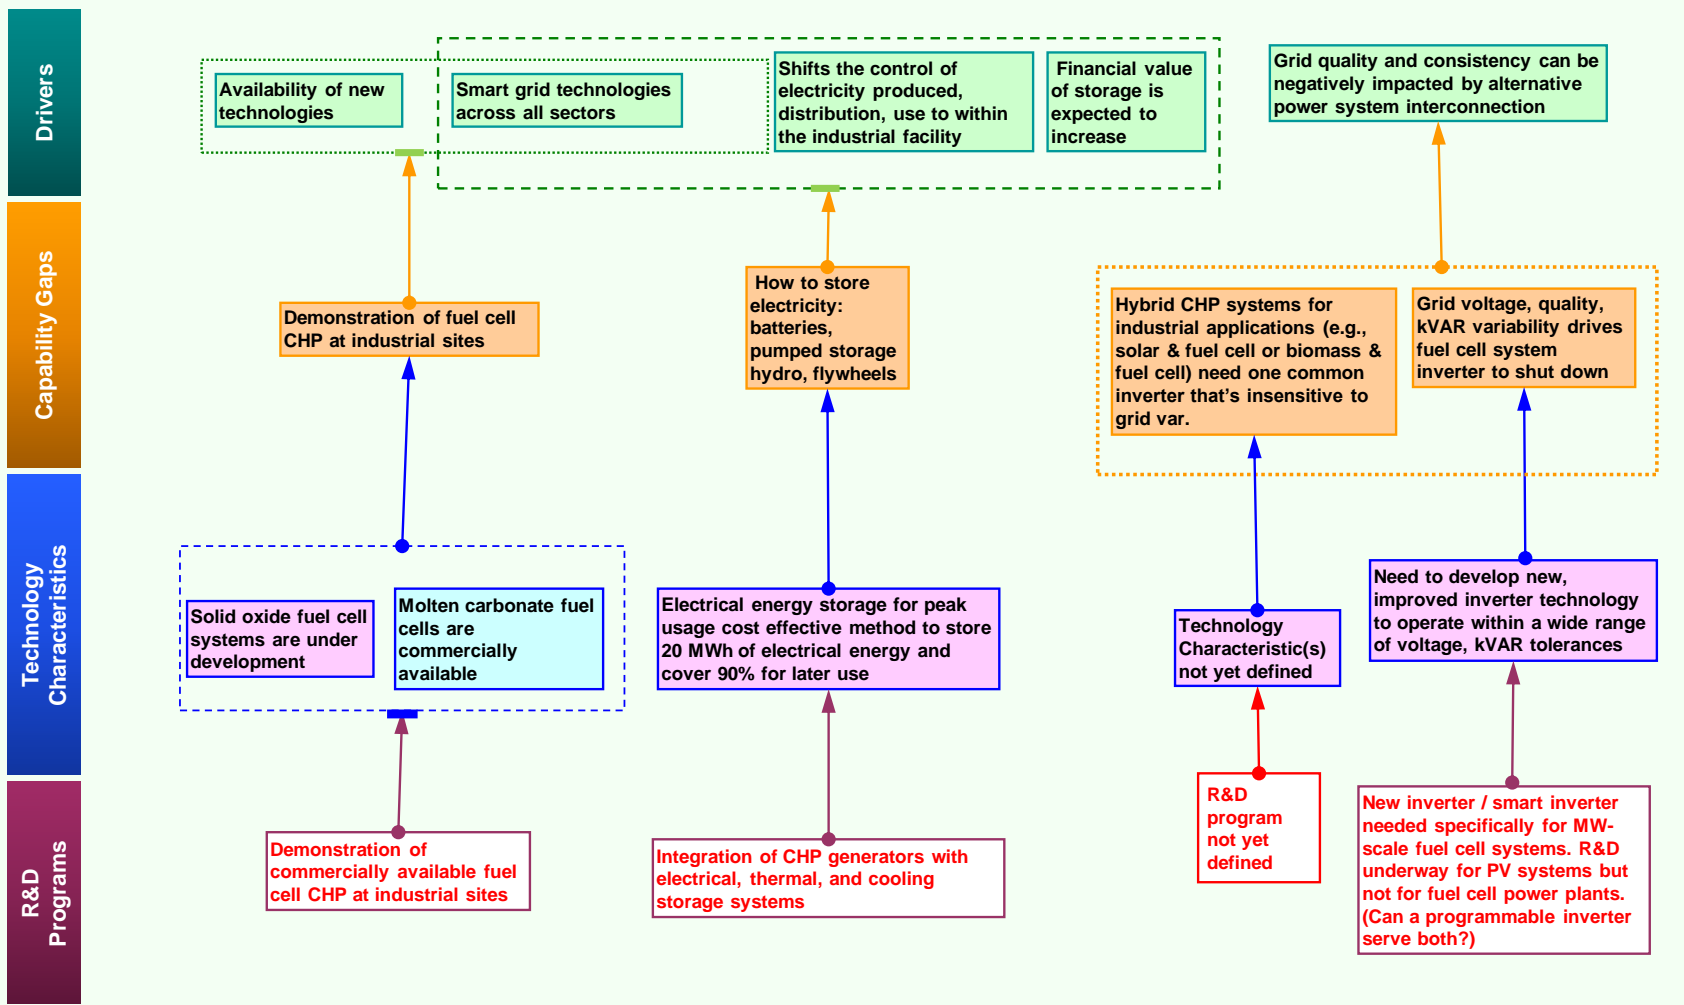 Drivers
Availability of new
technologies
Smart grid technologies
across all sectors
Shifts the control of
electricity produced,
distribution, use to within
the industrial facility
Financial value
of storage is
expected to
increase
Grid quality and consistency can be
negatively impacted by alternative
power system interconnection
Capability Gaps
Demonstration of fuel cell
CHP at industrial sites
How to store
electricity:
batteries,
pumped storage
hydro, flywheels
Hybrid CHP systems for
industrial applications (e.g.,
solar & fuel cell or biomass &
fuel cell) need one common
inverter that's insensitive to
grid var.
Grid voltage, quality,
kVAR variability drives
fuel cell system
inverter to shut down
Technology
Characteristics
Solid oxide fuel cell
systems are under
development
Molten carbonate fuel
cells are
commercially
available
Electrical energy storage for peak
usage cost effective method to store
20 MWh of electrical energy and
cover 90% for later use
Technology
Characteristic(s)
not yet defined
Need to develop new,
improved inverter technology
to operate within a wide range
of voltage, kVAR tolerances
R&D
Programs
Demonstration of
commercially available fuel
cell CHP at industrial sites
Integration of CHP generators with
electrical, thermal, and cooling
storage systems
R&D
program
not yet
defined
New inverter / smart inverter
needed specifically for MW-
scale fuel cell systems. R&D
underway for PV systems but
not for fuel cell power plants.
(Can a programmable inverter
serve both?)